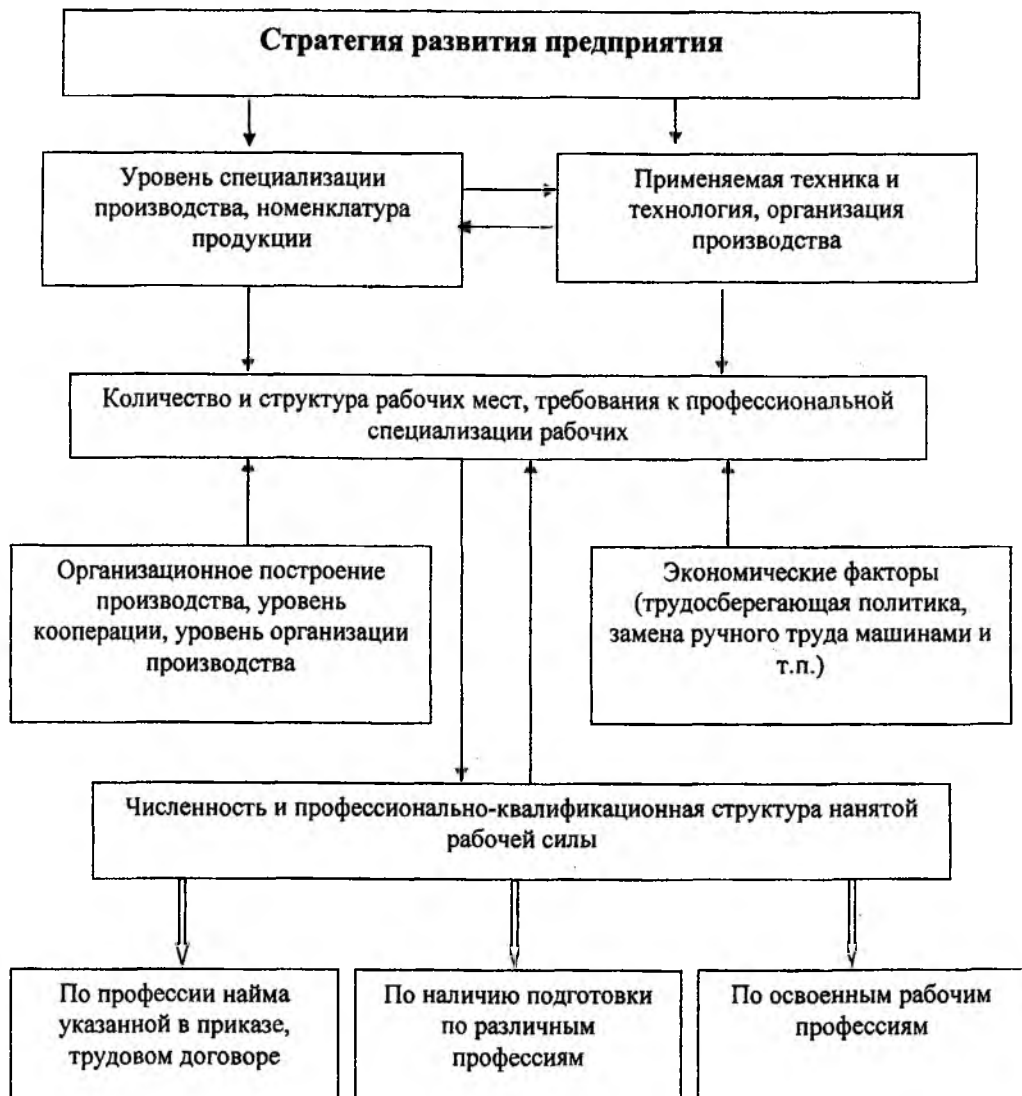 Стратегия развития предприятия
Уровень специализации
производства, номенклатура
продукции
Применяемая техника и
технология, организация
производства
Количество и структура рабочих мест, требования к профессиональной
специализации рабочих
Организационное построение
производства, уровень
кооперации, уровень организации
производства
Экономические факторы
(трудосберегающая политика,
замена ручного труда машинами и
т.п.)
Численность и профессионально-квалификационная структура нанятой
рабочей силы
По профессии найма
указанной в приказе,
трудовом договоре
По наличию подготовки
по различным
профессиям
По освоенным рабочим
профессиям